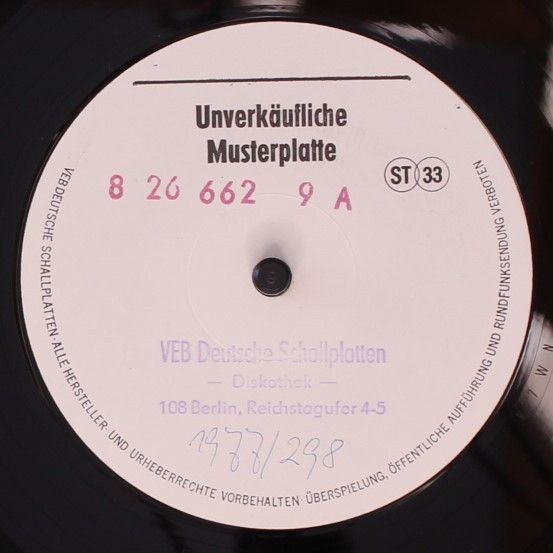 Unverkäufliche
Musterplatte
8 26 662 9 A
ST 33
VEB Deutsche Schallplatten
— Diskothek —
108 Berlin, Reichstagufer 4-5
1977/298
VEB DEUTSCHE SCHALLPLATTEN · ALLE HERSTELLER- UND URHEBERRECHTE VORBEHALTEN · ÜBERSPIELUNG, ÖFFENTLICHE AUFFÜHRUNG UND RUNDFUNKSENDUNG VERBOTEN